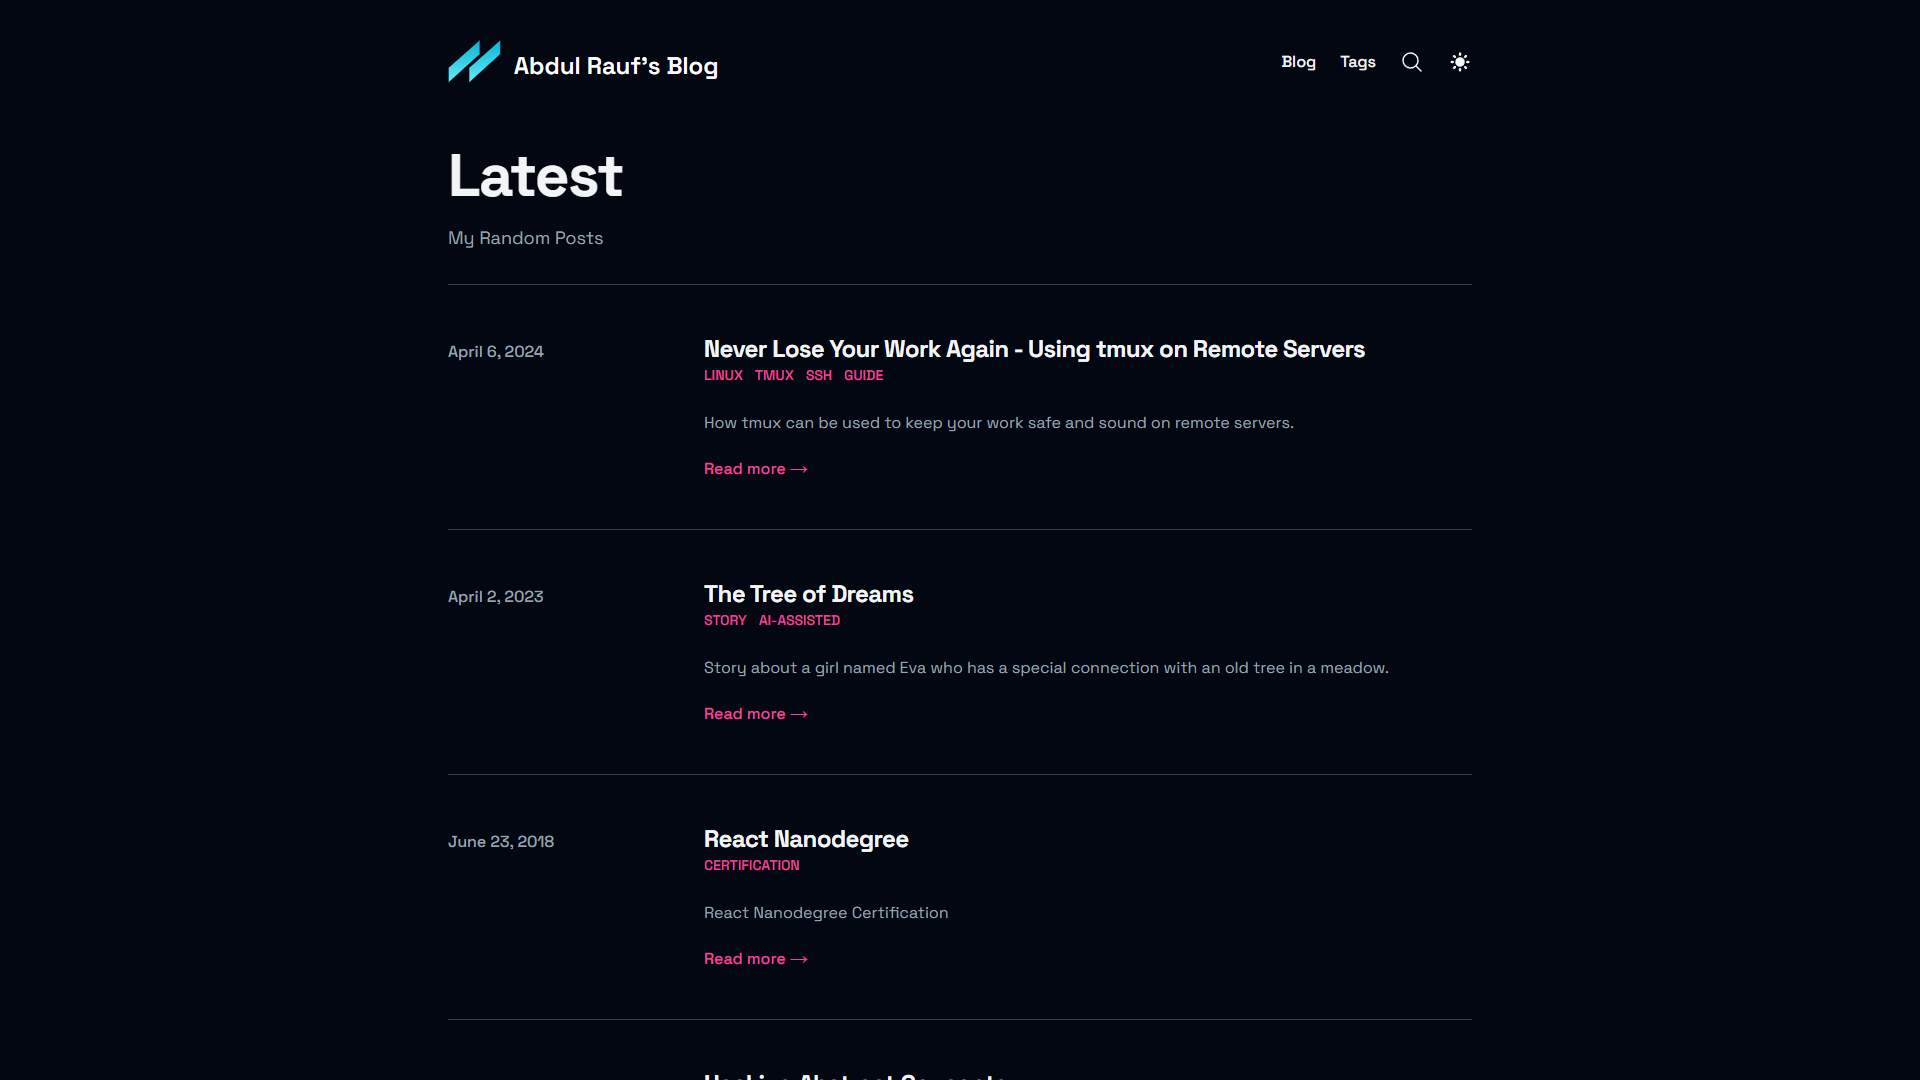 Abdul Rauf's Blog
Blog
Tags
Latest
My Random Posts
April 6, 2024
Never Lose Your Work Again - Using tmux on Remote Servers
LINUX TMUX SSH GUIDE
How tmux can be used to keep your work safe and sound on remote servers.
Read more →
April 2, 2023
The Tree of Dreams
STORY AI-ASSISTED
Story about a girl named Eva who has a special connection with an old tree in a meadow.
Read more →
June 23, 2018
React Nanodegree
CERTIFICATION
React Nanodegree Certification
Read more →